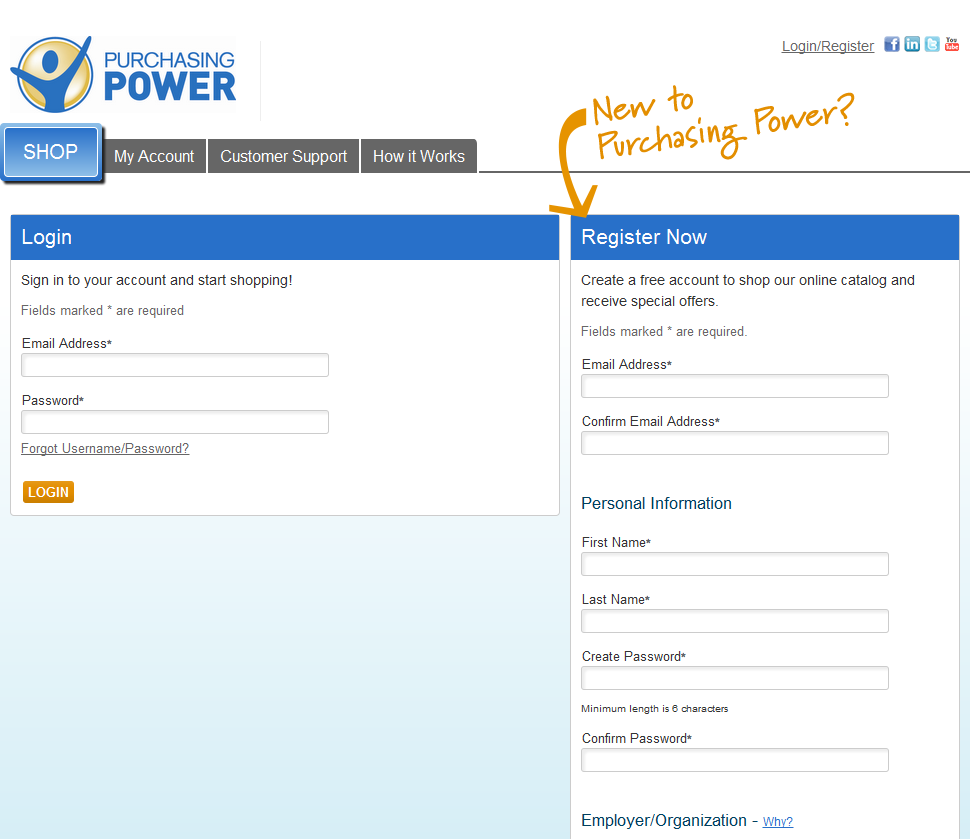 PURCHASING
POWER
Login/Register
You
Tube
New to
Purchasing Power?
SHOP
My Account
Customer Support
How it Works
Login
Sign in to your account and start shopping!
Fields marked * are required
Email Address*
Password*
Forgot Username/Password?
LOGIN
Register Now
Create a free account to shop our online catalog and
receive special offers.
Fields marked * are required.
Email Address*
Confirm Email Address*
Personal Information
First Name*
Last Name*
Create Password*
Minimum length is 6 characters
Confirm Password*
Employer/Organization - Why?